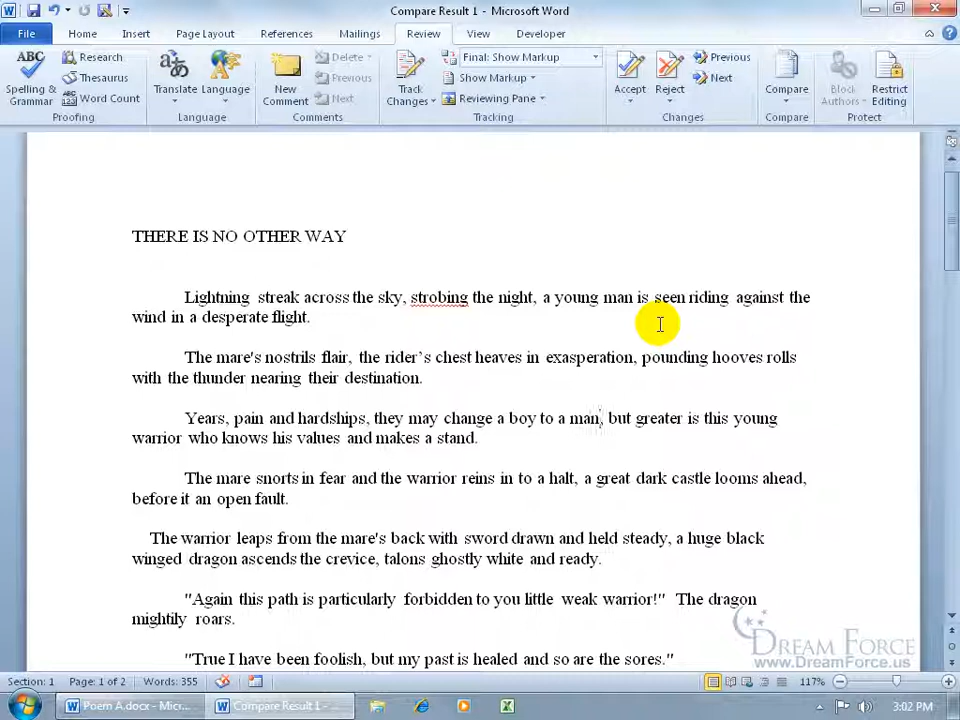 Compare Result 1 - Microsoft Word
File Home Insert Page Layout References Mailings Review View Developer
ABC Research Delete Final: Show Markup Previous
Thesaurus Previous Show Markup Next
Spelling & Grammar Word Count Translate Language New Comment Next Track Changes Reviewing Pane Accept Reject Compare Block Authors Restrict Editing
Proofing Language Comments Tracking Changes Compare Protect
THERE IS NO OTHER WAY
Lightning streak across the sky, strobing the night, a young man is seen riding against the
wind in a desperate flight.
The mare's nostrils flair, the rider's chest heaves in exasperation, pounding hooves rolls
with the thunder nearing their destination.
Years, pain and hardships, they may change a boy to a man, but greater is this young
warrior who knows his values and makes a stand.
The mare snorts in fear and the warrior reins in to a halt, a great dark castle looms ahead,
before it an open fault.
The warrior leaps from the mare's back with sword drawn and held steady, a huge black
winged dragon ascends the crevice, talons ghostly white and ready.
"Again this path is particularly forbidden to you little weak warrior!" The dragon
mightily roars.
"True I have been foolish, but my past is healed and so are the sores."
DREAM FORCE
www.DreamForce.us
Section: 1 Page: 1 of 2 Words: 355 117%
Poem A.docx - Micr... Compare Result 1 - ... 3:02 PM